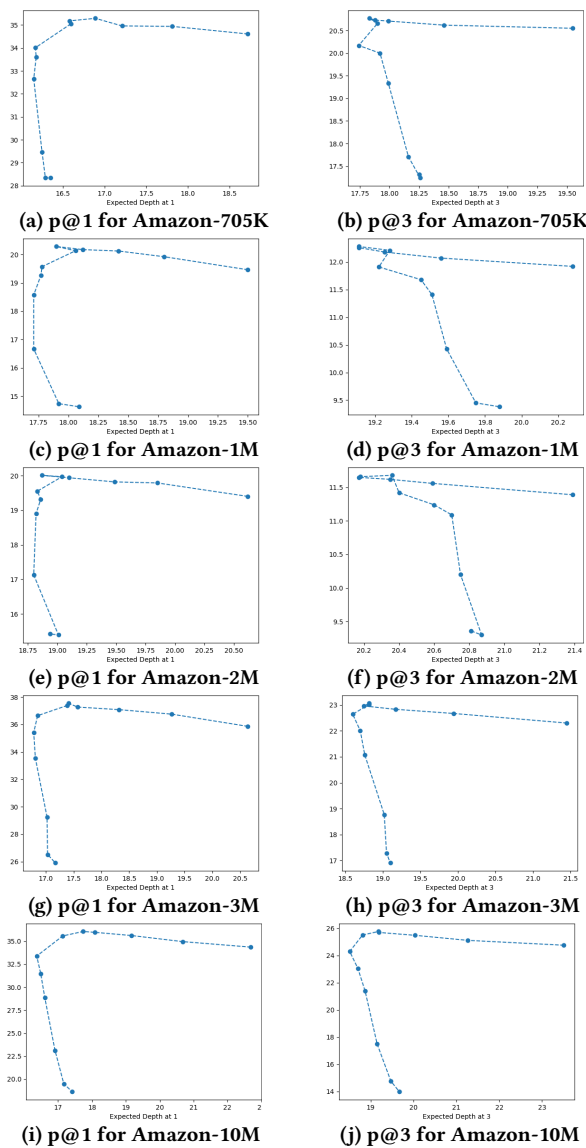 35
34
33
32
31
30
29
28
16.5 17.0 17.5 18.0 18.5
Expected Depth at 1
(a) p@1 for Amazon-705K
20.5
20.0
19.5
19.0
18.5
18.0
17.5
17.75 18.00 18.25 18.50 18.75 19.00 19.25 19.50
Expected Depth at 3
(b) p@3 for Amazon-705K
20
19
18
17
16
15
17.75 18.00 18.25 18.50 18.75 19.00 19.25 19.50
Expected Depth at 1
(c) p@1 for Amazon-1M
12.0
11.5
11.0
10.5
10.0
9.5
19.2 19.4 19.6 19.8 20.0 20.2
Expected Depth at 3
(d) p@3 for Amazon-1M
20
19
18
17
16
18.75 19.00 19.25 19.50 19.75 20.00 20.25 20.50
Expected Depth at 1
(e) p@1 for Amazon-2M
11.5
11.0
10.5
10.0
9.5
20.2 20.4 20.6 20.8 21.0 21.2 21.4
Expected Depth at 3
(f) p@3 for Amazon-2M
38
36
34
32
30
28
26
17.0 17.5 18.0 18.5 19.0 19.5 20.0 20.5
Expected Depth at 1
(g) p@1 for Amazon-3M
23
22
21
20
19
18
17
18.5 19.0 19.5 20.0 20.5 21.0 21.5
Expected Depth at 3
(h) p@3 for Amazon-3M
35.0
32.5
30.0
27.5
25.0
22.5
20.0
17 18 19 20 21 22
Expected Depth at 1
(i) p@1 for Amazon-10M
26
24
22
20
18
16
14
19 20 21 22 23
Expected Depth at 3
(j) p@3 for Amazon-10M